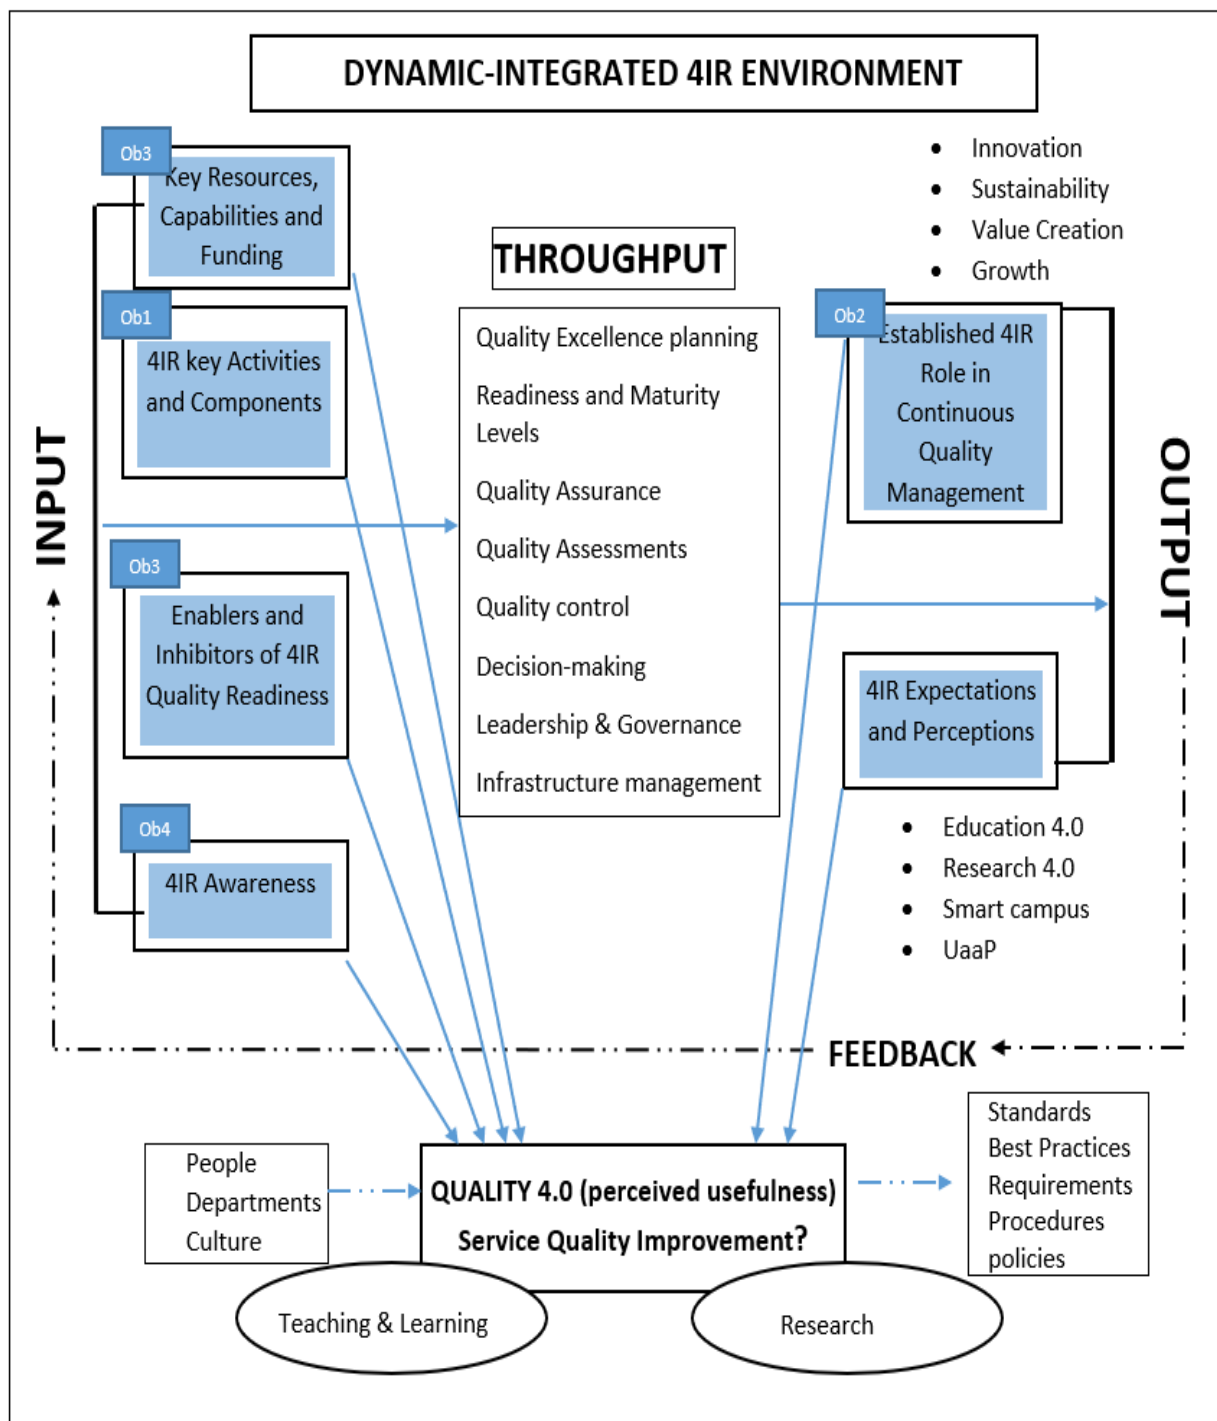 DYNAMIC-INTEGRATED 4IR ENVIRONMENT
Ob3
Key Resources,
Capabilities and
Funding
Ob1
4IR key Activities
and Components
Ob3
Enablers and
Inhibitors of 4IR
Quality Readiness
Ob4
4IR Awareness
INPUT
THROUGHPUT
Quality Excellence planning
Readiness and Maturity
Levels
Quality Assurance
Quality Assessments
Quality control
Decision-making
Leadership & Governance
Infrastructure management
• Innovation
• Sustainability
• Value Creation
• Growth
Ob2
Established 4IR
Role in
Continuous
Quality
Management
4IR Expectations
and Perceptions
• Education 4.0
• Research 4.0
• Smart campus
• UaaP
OUTPUT
FEEDBACK
People
Departments
Culture
QUALITY 4.0 (perceived usefulness)
Service Quality Improvement?
Standards
Best Practices
Requirements
Procedures
policies
Teaching & Learning
Research